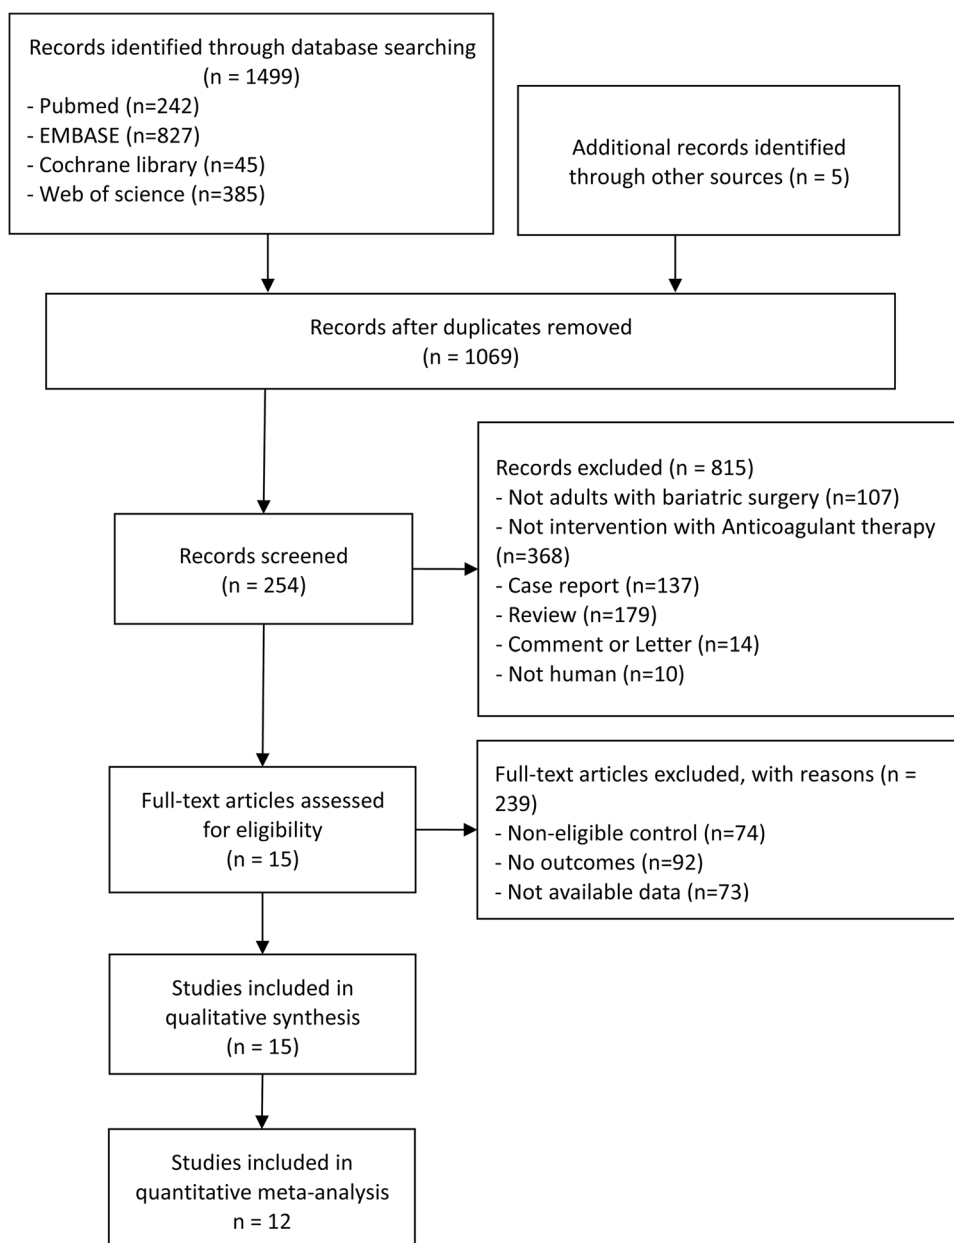 Records identified through database searching
(n = 1499)
- Pubmed (n=242)
- EMBASE (n=827)
- Cochrane library (n=45)
- Web of science (n=385)
Additional records identified
through other sources (n = 5)
Records after duplicates removed
(n = 1069)
Records excluded (n = 815)
- Not adults with bariatric surgery (n=107)
- Not intervention with Anticoagulant therapy
(n=368)
- Case report (n=137)
- Review (n=179)
- Comment or Letter (n=14)
- Not human (n=10)
Records screened
(n = 254)
Full-text articles excluded, with reasons (n =
239)
- Non-eligible control (n=74)
- No outcomes (n=92)
- Not available data (n=73)
Full-text articles assessed
for eligibility
(n = 15)
Studies included in
qualitative synthesis
(n = 15)
Studies included in
quantitative meta-analysis
n = 12